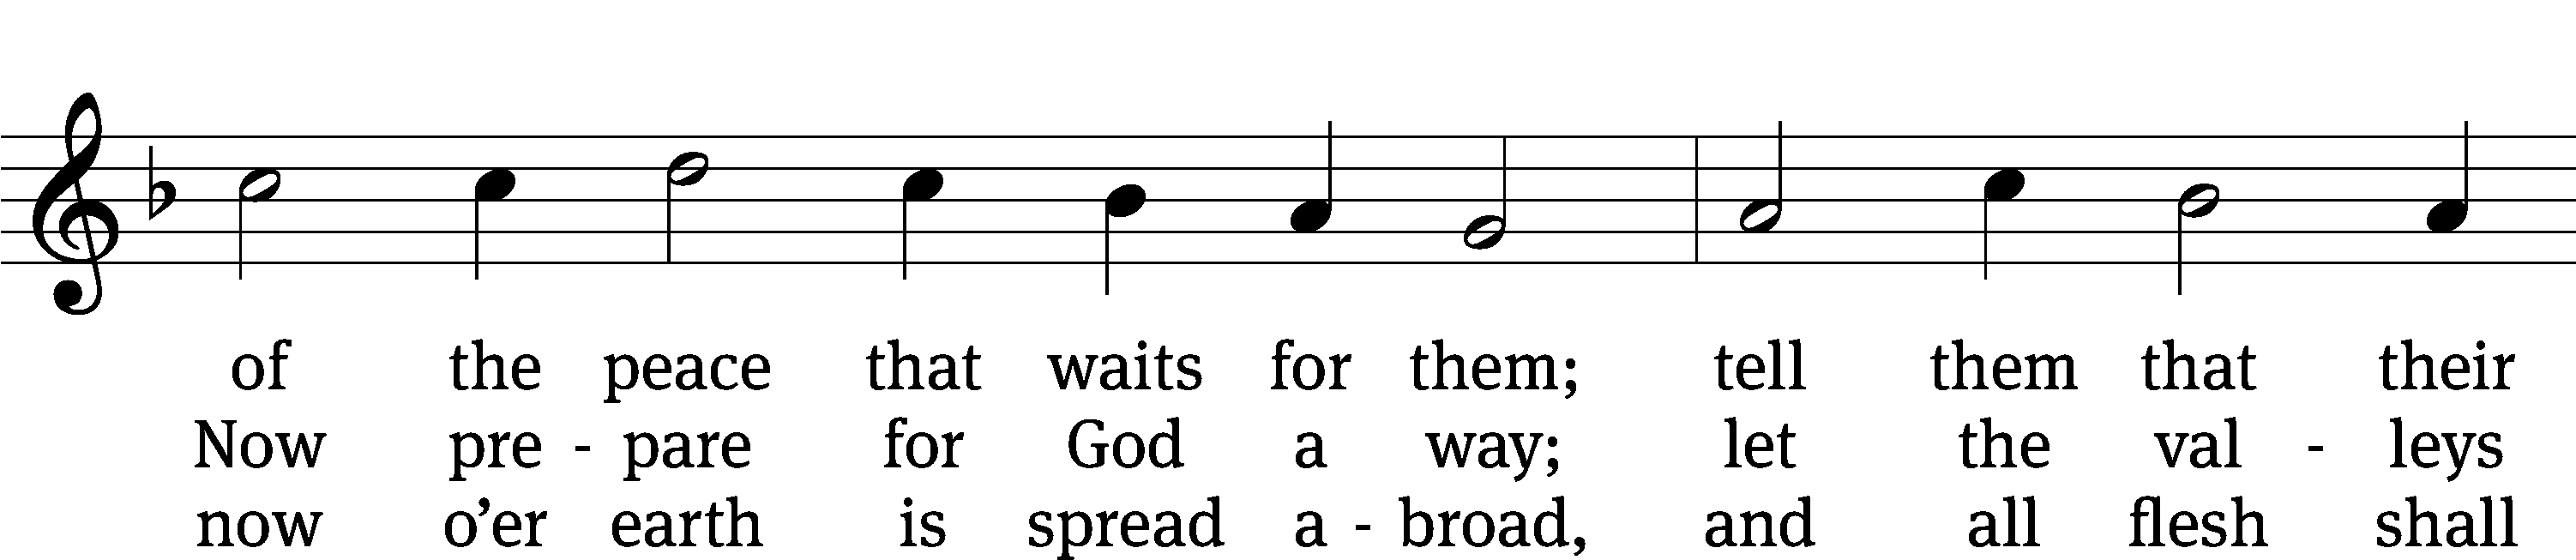 of the peace that waits for them; tell them that their
Now pre - pare for God a way; let the val - leys
now o’er earth is spread a - broad, and all flesh shall